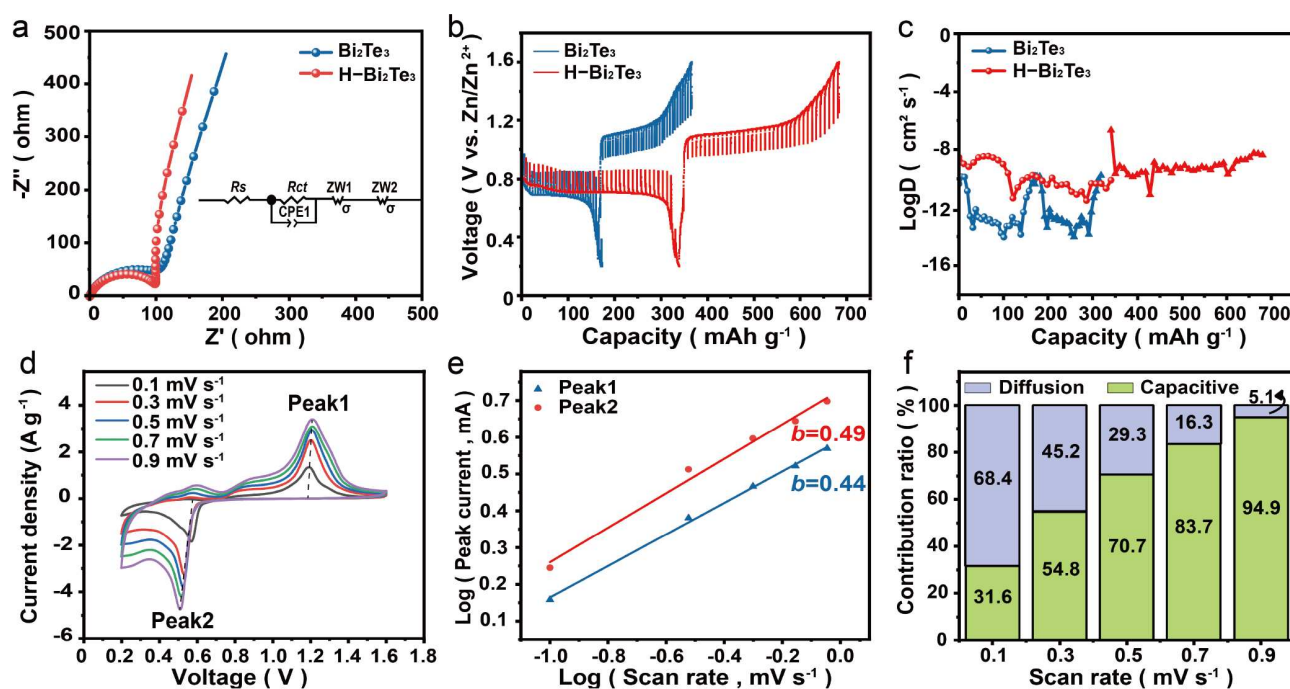 a
500
400
300
200
100
0
-Z'' ( ohm )
Bi₂Te₃
H−Bi₂Te₃
Rs
Rct
ZW1
ZW2
CPE1
σ
σ
0 100 200 300 400 500
Z' ( ohm )
b
1.6
1.2
0.8
0.4
0.0
Voltage ( V vs. Zn/Zn²⁺ )
Bi₂Te₃
H−Bi₂Te₃
0 100 200 300 400 500 600 700
Capacity ( mAh g⁻¹ )
c
0
-4
-8
-12
-16
LogD ( cm² s⁻¹ )
Bi₂Te₃
H−Bi₂Te₃
0 100 200 300 400 500 600 700
Capacity ( mAh g⁻¹ )
d
4
2
0
-2
-4
-6
Current density (A g⁻¹ )
0.1 mV s⁻¹
0.3 mV s⁻¹
0.5 mV s⁻¹
0.7 mV s⁻¹
0.9 mV s⁻¹
Peak1
Peak2
0.2 0.4 0.6 0.8 1.0 1.2 1.4 1.6 1.8
Voltage ( V )
e
0.7
0.6
0.5
0.4
0.3
0.2
0.1
Log ( Peak current , mA )
Peak1
Peak2
b=0.49
b=0.44
-1.0 -0.8 -0.6 -0.4 -0.2 0.0
Log ( Scan rate , mV s⁻¹ )
f
100
80
60
40
20
0
Contribution ratio ( % )
Diffusion
Capacitive
68.4
45.2
29.3
16.3
5.1
31.6
54.8
70.7
83.7
94.9
0.1 0.3 0.5 0.7 0.9
Scan rate ( mV s⁻¹ )